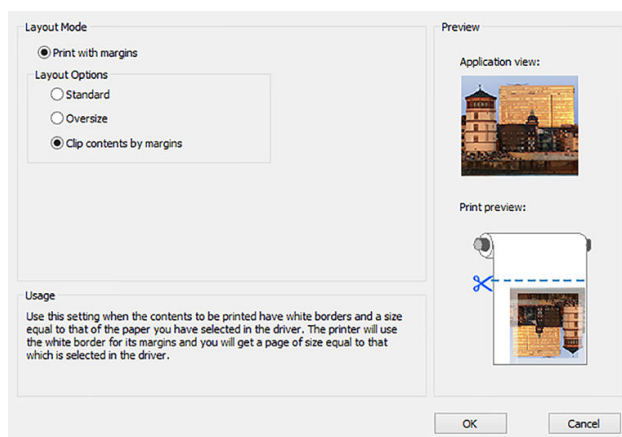 Layout Mode
Print with margins
Layout Options
Standard
Oversize
Clip contents by margins
Usage
Use this setting when the contents to be printed have white borders and a size
equal to that of the paper you have selected in the driver. The printer will use
the white border for its margins and you will get a page of size equal to that
which is selected in the driver.
Preview
Application view:
Print preview:
OK
Cancel